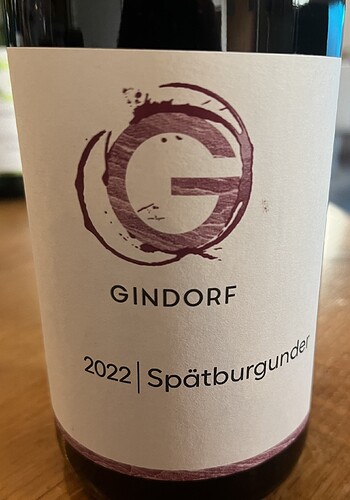 G
GINDORF
2022 | Spätburgunder